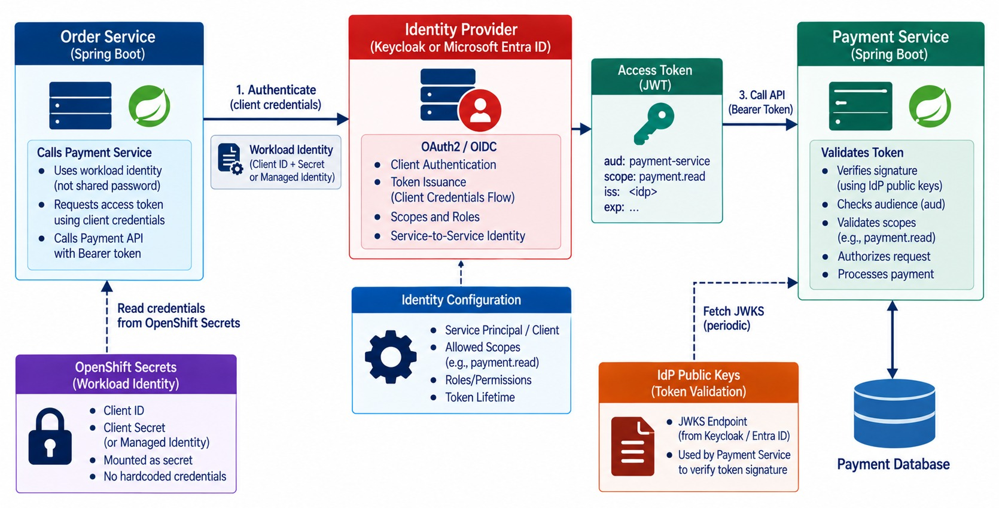 Order Service
(Spring Boot)
Calls Payment Service
• Uses workload identity
(not shared password)
• Requests access token
using client credentials
• Calls Payment API
with Bearer token
1. Authenticate
(client credentials)
Workload Identity
(Client ID + Secret
or Managed Identity)
Identity Provider
(Keycloak or Microsoft Entra ID)
OAuth2 / OIDC
• Client Authentication
• Token Issuance
(Client Credentials Flow)
• Scopes and Roles
• Service-to-Service Identity
Access Token
(JWT)
aud: payment-service
scope: payment.read
iss: <idp>
exp: ...
3. Call API
(Bearer Token)
Payment Service
(Spring Boot)
Validates Token
• Verifies signature
(using IdP public keys)
• Checks audience (aud)
• Validates scopes
(e.g., payment.read)
• Authorizes request
• Processes payment
Read credentials
from OpenShift Secrets
OpenShift Secrets
(Workload Identity)
• Client ID
• Client Secret
(or Managed Identity)
• Mounted as secret
• No hardcoded credentials
Identity Configuration
• Service Principal / Client
• Allowed Scopes
(e.g., payment.read)
• Roles/Permissions
• Token Lifetime
Fetch JWKS
(periodic)
IdP Public Keys
(Token Validation)
• JWKS Endpoint
(from Keycloak / Entra ID)
• Used by Payment Service
to verify token signature
Payment Database